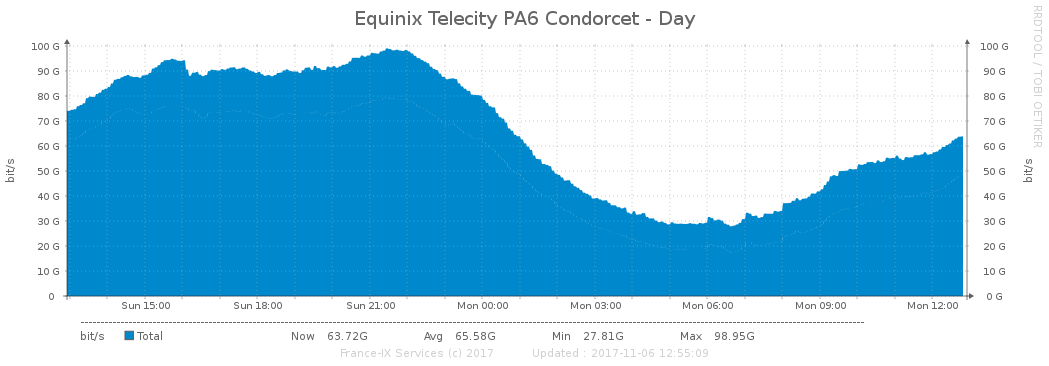 Equinix Telecity PA6 Condorcet - Day
RRDTOOL / TOBI OETIKER
100 G 100 G
90 G 90 G
80 G 80 G
70 G 70 G
60 G 60 G
50 G 50 G
40 G 40 G
30 G 30 G
20 G 20 G
10 G 10 G
0 0 G
bit/s bit/s
Sun 15:00 Sun 18:00 Sun 21:00 Mon 00:00 Mon 03:00 Mon 06:00 Mon 09:00 Mon 12:00
bit/s Total Now 63.72G Avg 65.58G Min 27.81G Max 98.95G
France-IX Services (c) 2017 Updated : 2017-11-06 12:55:09